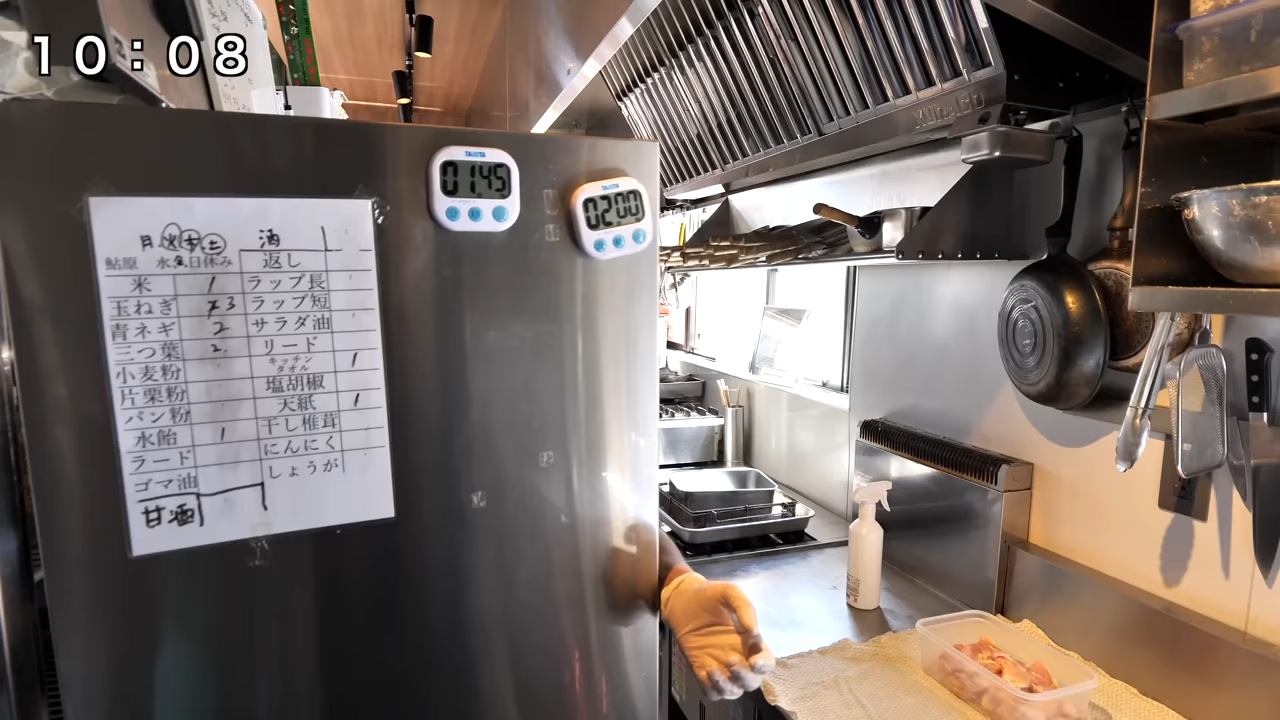 10:08
TANITA
01.45
TANITA
0200
月火木土 酒
鮎原 水金日休み 返し
米 1 ラップ長
玉ねぎ 3 ラップ短
青ネギ 2 サラダ油
三つ葉 2 リード
小麦粉 キッチンタオル 1
片栗粉 塩胡椒
パン粉 天紙 1
水飴 1 干し椎茸
ラード にんにく
ゴマ油 しょうが
甘酒